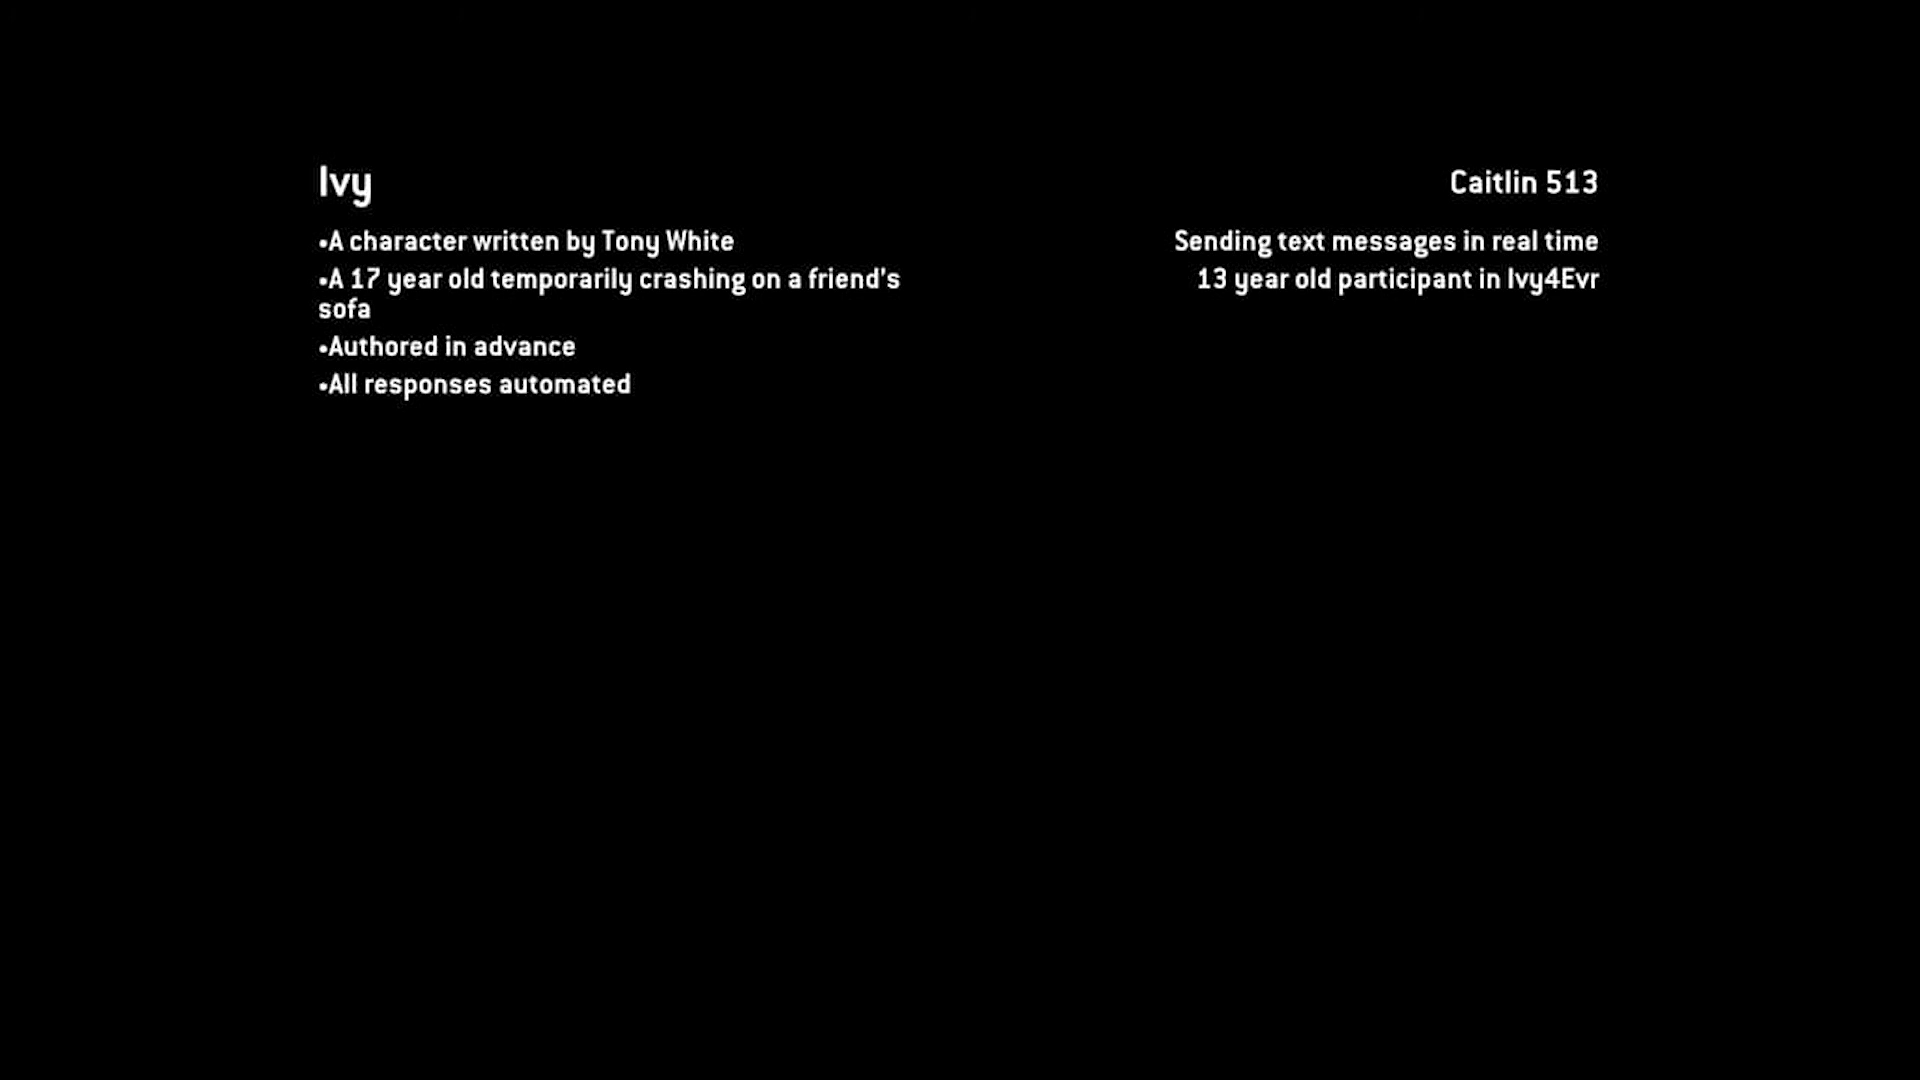 Ivy
•A character written by Tony White
•A 17 year old temporarily crashing on a friend's
sofa
•Authored in advance
•All responses automated
Caitlin 513
Sending text messages in real time
13 year old participant in Ivy4Evr